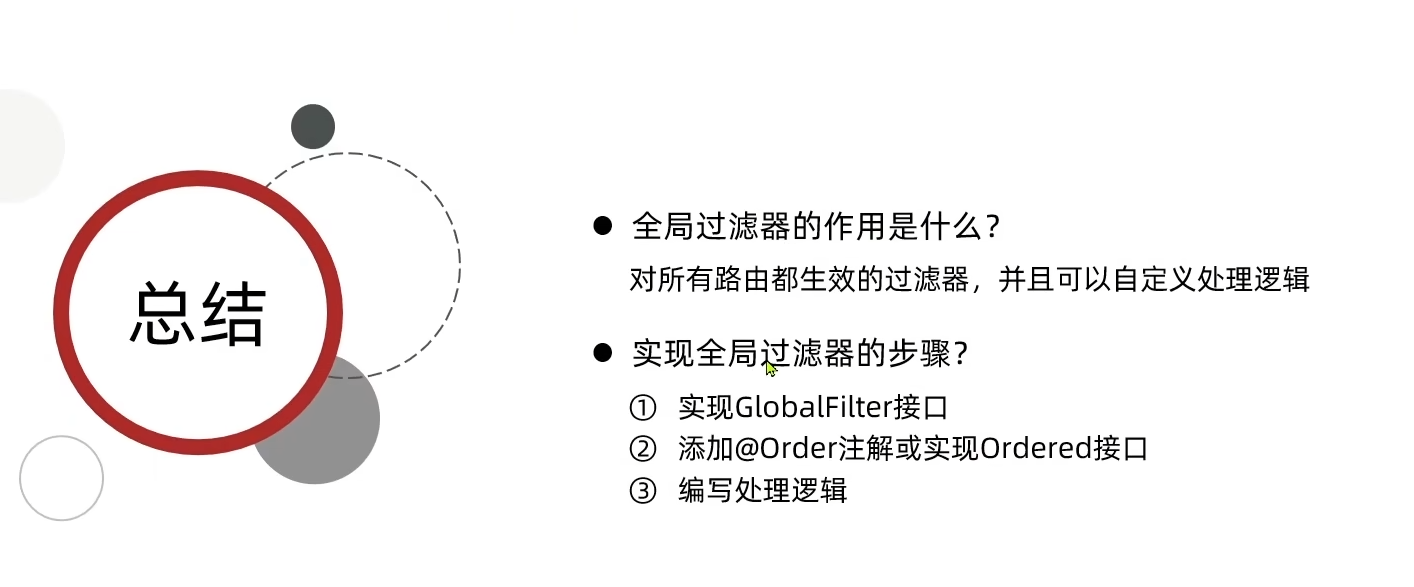 总结
全局过滤器的作用是什么？
对所有路由都生效的过滤器，并且可以自定义处理逻辑
实现全局过滤器的步骤？
① 实现GlobalFilter接口
② 添加@Order注解或实现Ordered接口
③ 编写处理逻辑